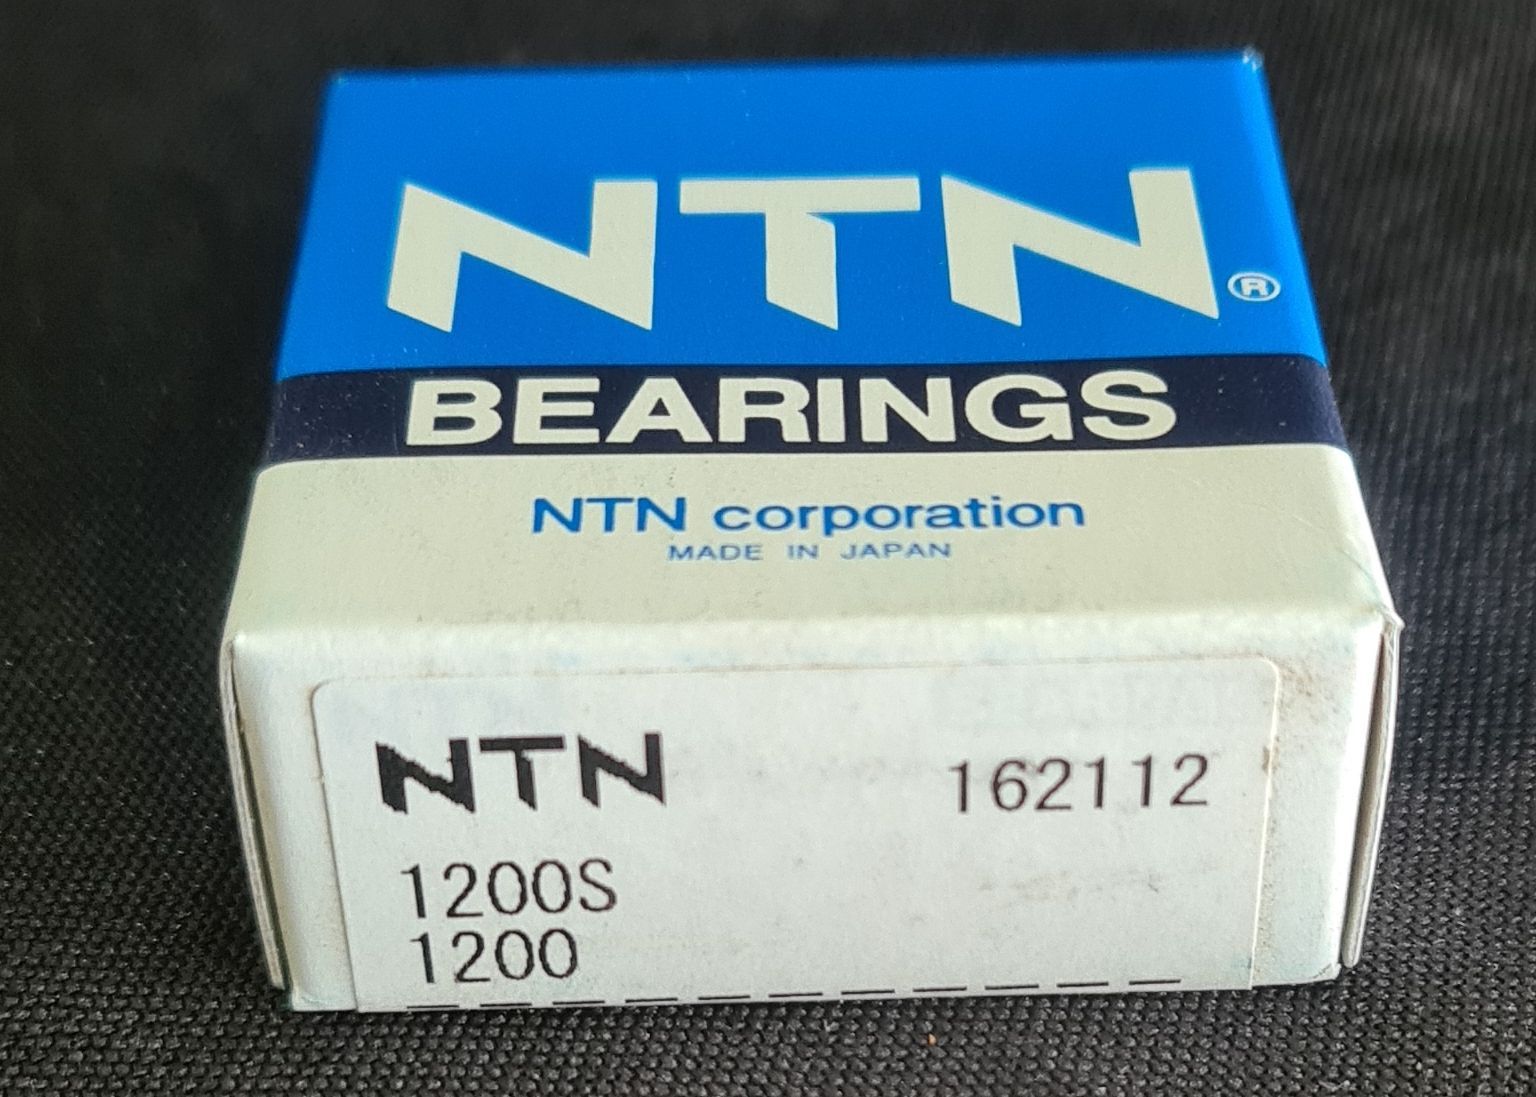 NTN®
BEARINGS
NTN corporation
MADE IN JAPAN
NTN 162112
1200S
1200